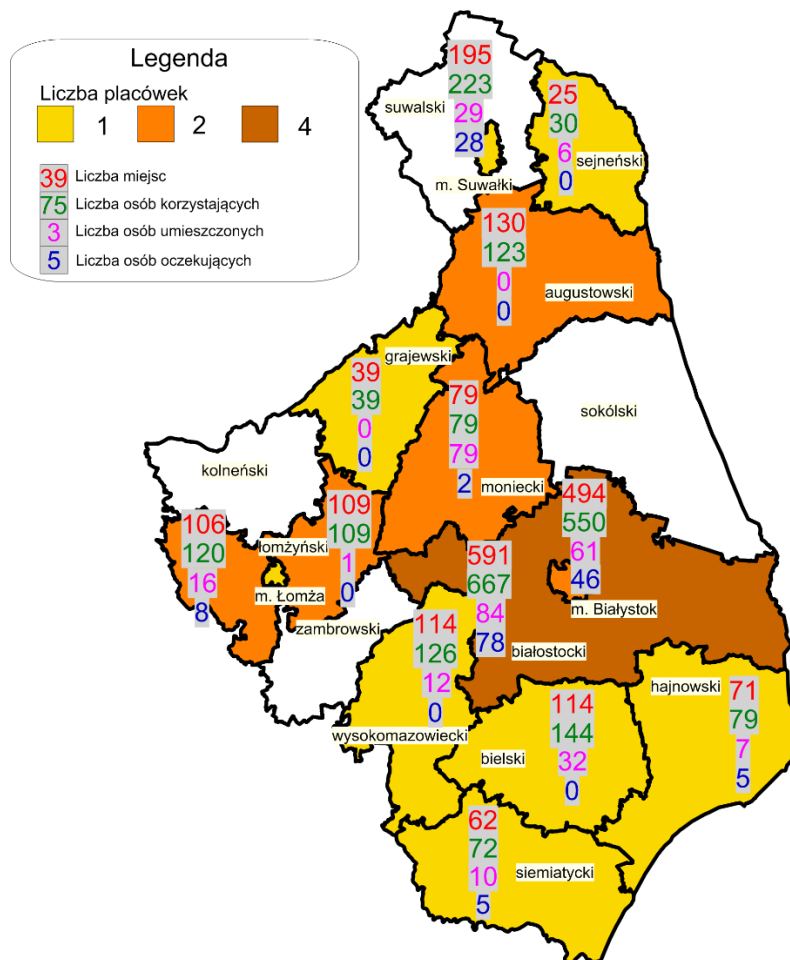 Legenda
Liczba placówek
1
2
4
39 Liczba miejsc
75 Liczba osób korzystających
3 Liczba osób umieszczonych
5 Liczba osób oczekujących
195
223
29
28
suwalski
m. Suwałki
25
30
6
0
sejneński
130
123
0
0
augustowski
grajewski
39
39
0
0
79
79
79
2
moniecki
sokólski
kolneński
106
120
16
8
łomżyński
109
109
1
0
m. Łomża
zambrowski
494
550
61
46
m. Białystok
591
667
84
78
białostocki
114
126
12
0
wysokomazowiecki
114
144
32
0
bielski
hajnowski
71
79
7
5
62
72
10
5
siemiatycki